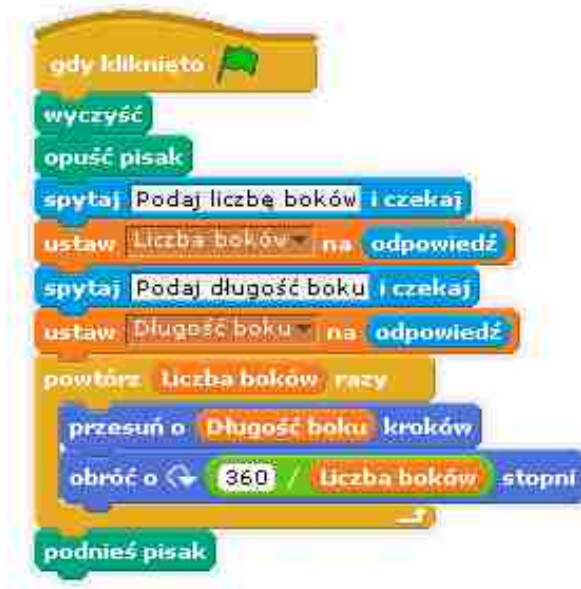 gdy kliknięto
wyczyść
opuść pisak
spytaj Podaj liczbę boków i czekaj
ustaw Liczba boków na odpowiedź
spytaj Podaj długość boku i czekaj
ustaw Długość boku na odpowiedź
powtórz Liczba boków razy
przesuń o Długość boku kroków
obróć o 360 / Liczba boków stopni
podnieś pisak